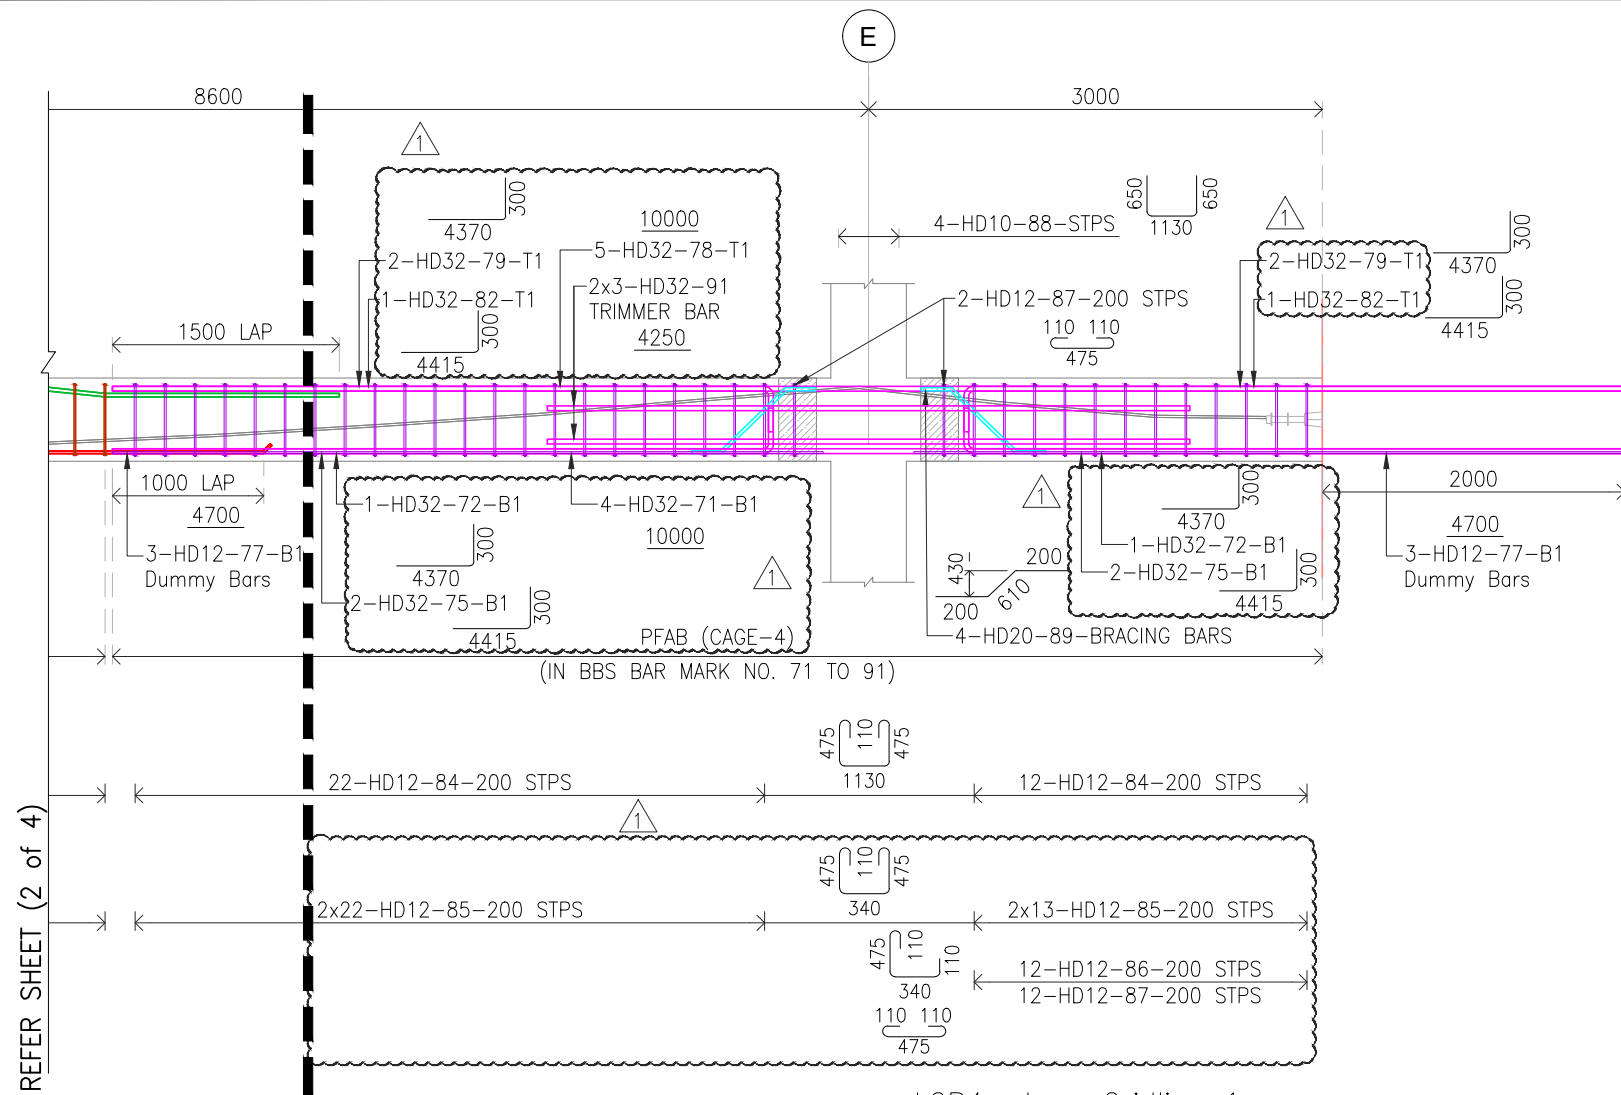 E
8600
3000
1
300
4370
10000
2-HD32-79-T1
5-HD32-78-T1
1-HD32-82-T1
2x3-HD32-91
TRIMMER BAR
300
4415
4250
1500 LAP
4-HD10-88-STPS
650
650
1130
2-HD12-87-200 STPS
110 110
475
1
2-HD32-79-T1
300
4370
1-HD32-82-T1
300
4415
1000 LAP
4700
3-HD12-77-B1
Dummy Bars
1-HD32-72-B1
300
4370
2-HD32-75-B1
300
4415
4-HD32-71-B1
10000
1
PFAB (CAGE-4)
(IN BBS BAR MARK NO. 71 TO 91)
1
300
4370
1-HD32-72-B1
2-HD32-75-B1
300
4415
430
200
610
200
4-HD20-89-BRACING BARS
2000
4700
3-HD12-77-B1
Dummy Bars
475
110
475
1130
22-HD12-84-200 STPS
12-HD12-84-200 STPS
1
475
110
475
340
2x22-HD12-85-200 STPS
2x13-HD12-85-200 STPS
475
110
110
340
12-HD12-86-200 STPS
12-HD12-87-200 STPS
110 110
475
REFER SHEET (2 of 4)